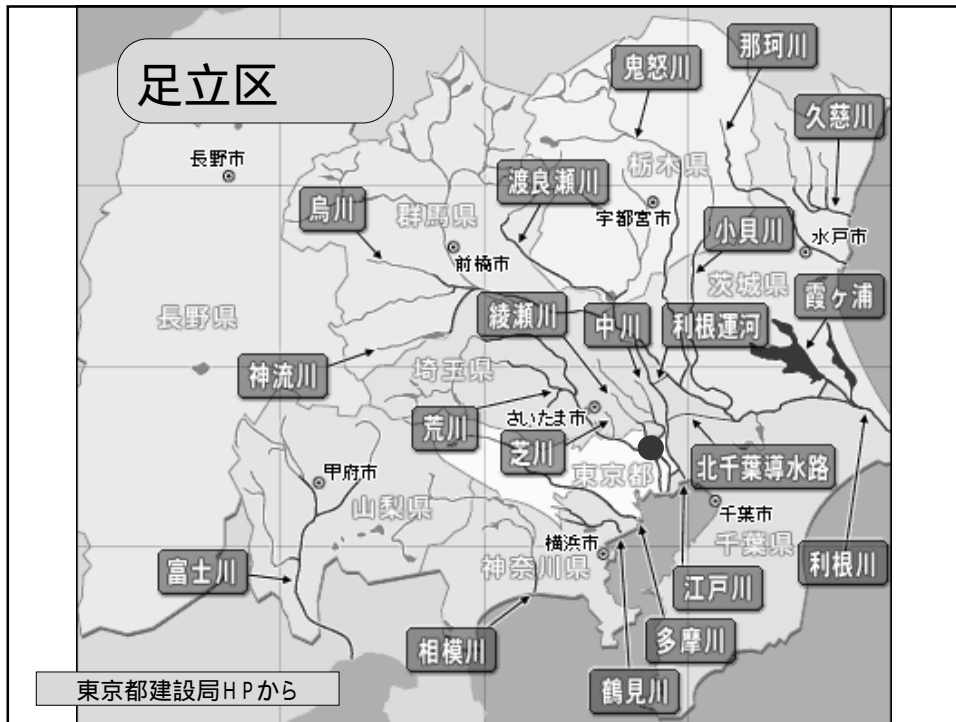 足立区
鬼怒川
那珂川
久慈川
長野市
渡良瀬川
栃木県
烏川
群馬県
宇都宮市
小貝川
水戸市
前橋市
茨城県
霞ヶ浦
長野県
綾瀬川
中川
利根運河
神流川
埼玉県
荒川
さいたま市
芝川
東京都
北千葉導水路
甲府市
山梨県
千葉市
千葉県
横浜市
神奈川県
富士川
江戸川
利根川
相模川
多摩川
鶴見川
東京都建設局HPから